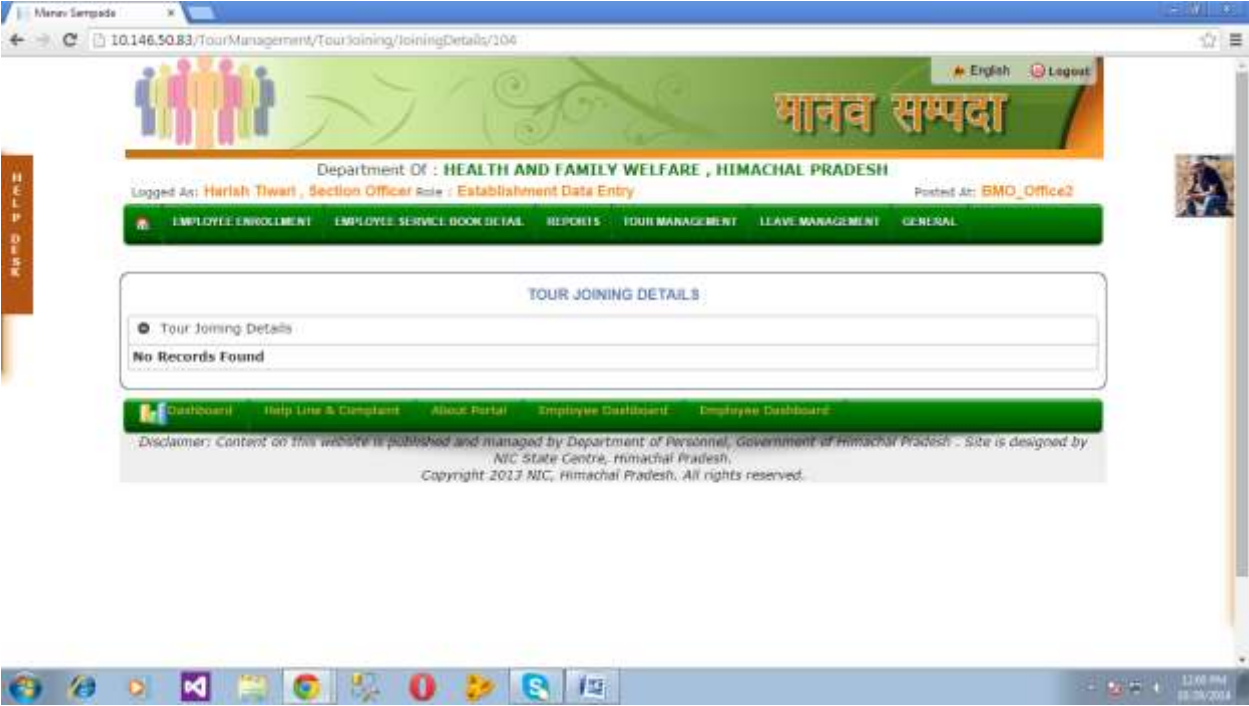 Manav Sampada
10.146.50.83/TourManagement/TourJoining/JoiningDetails/104
English Logout
मानव सम्पदा
Department Of : HEALTH AND FAMILY WELFARE , HIMACHAL PRADESH
Logged As: Harish Tiwari , Section Officer Role : Establishment Data Entry Posted At: BMO_Office2
HELP DESK
EMPLOYEE ENROLLMENT EMPLOYEE SERVICE BOOK DETAIL REPORTS TOUR MANAGEMENT LEAVE MANAGEMENT GENERAL
TOUR JOINING DETAILS
Tour Joining Details
No Records Found
Dashboard Help Line & Complaint About Portal Employee Dashboard Employee Dashboard
Disclaimer: Content on this website is published and managed by Department of Personnel, Government of Himachal Pradesh . Site is designed by
NIC State Centre, Himachal Pradesh.
Copyright 2013 NIC, Himachal Pradesh. All rights reserved.